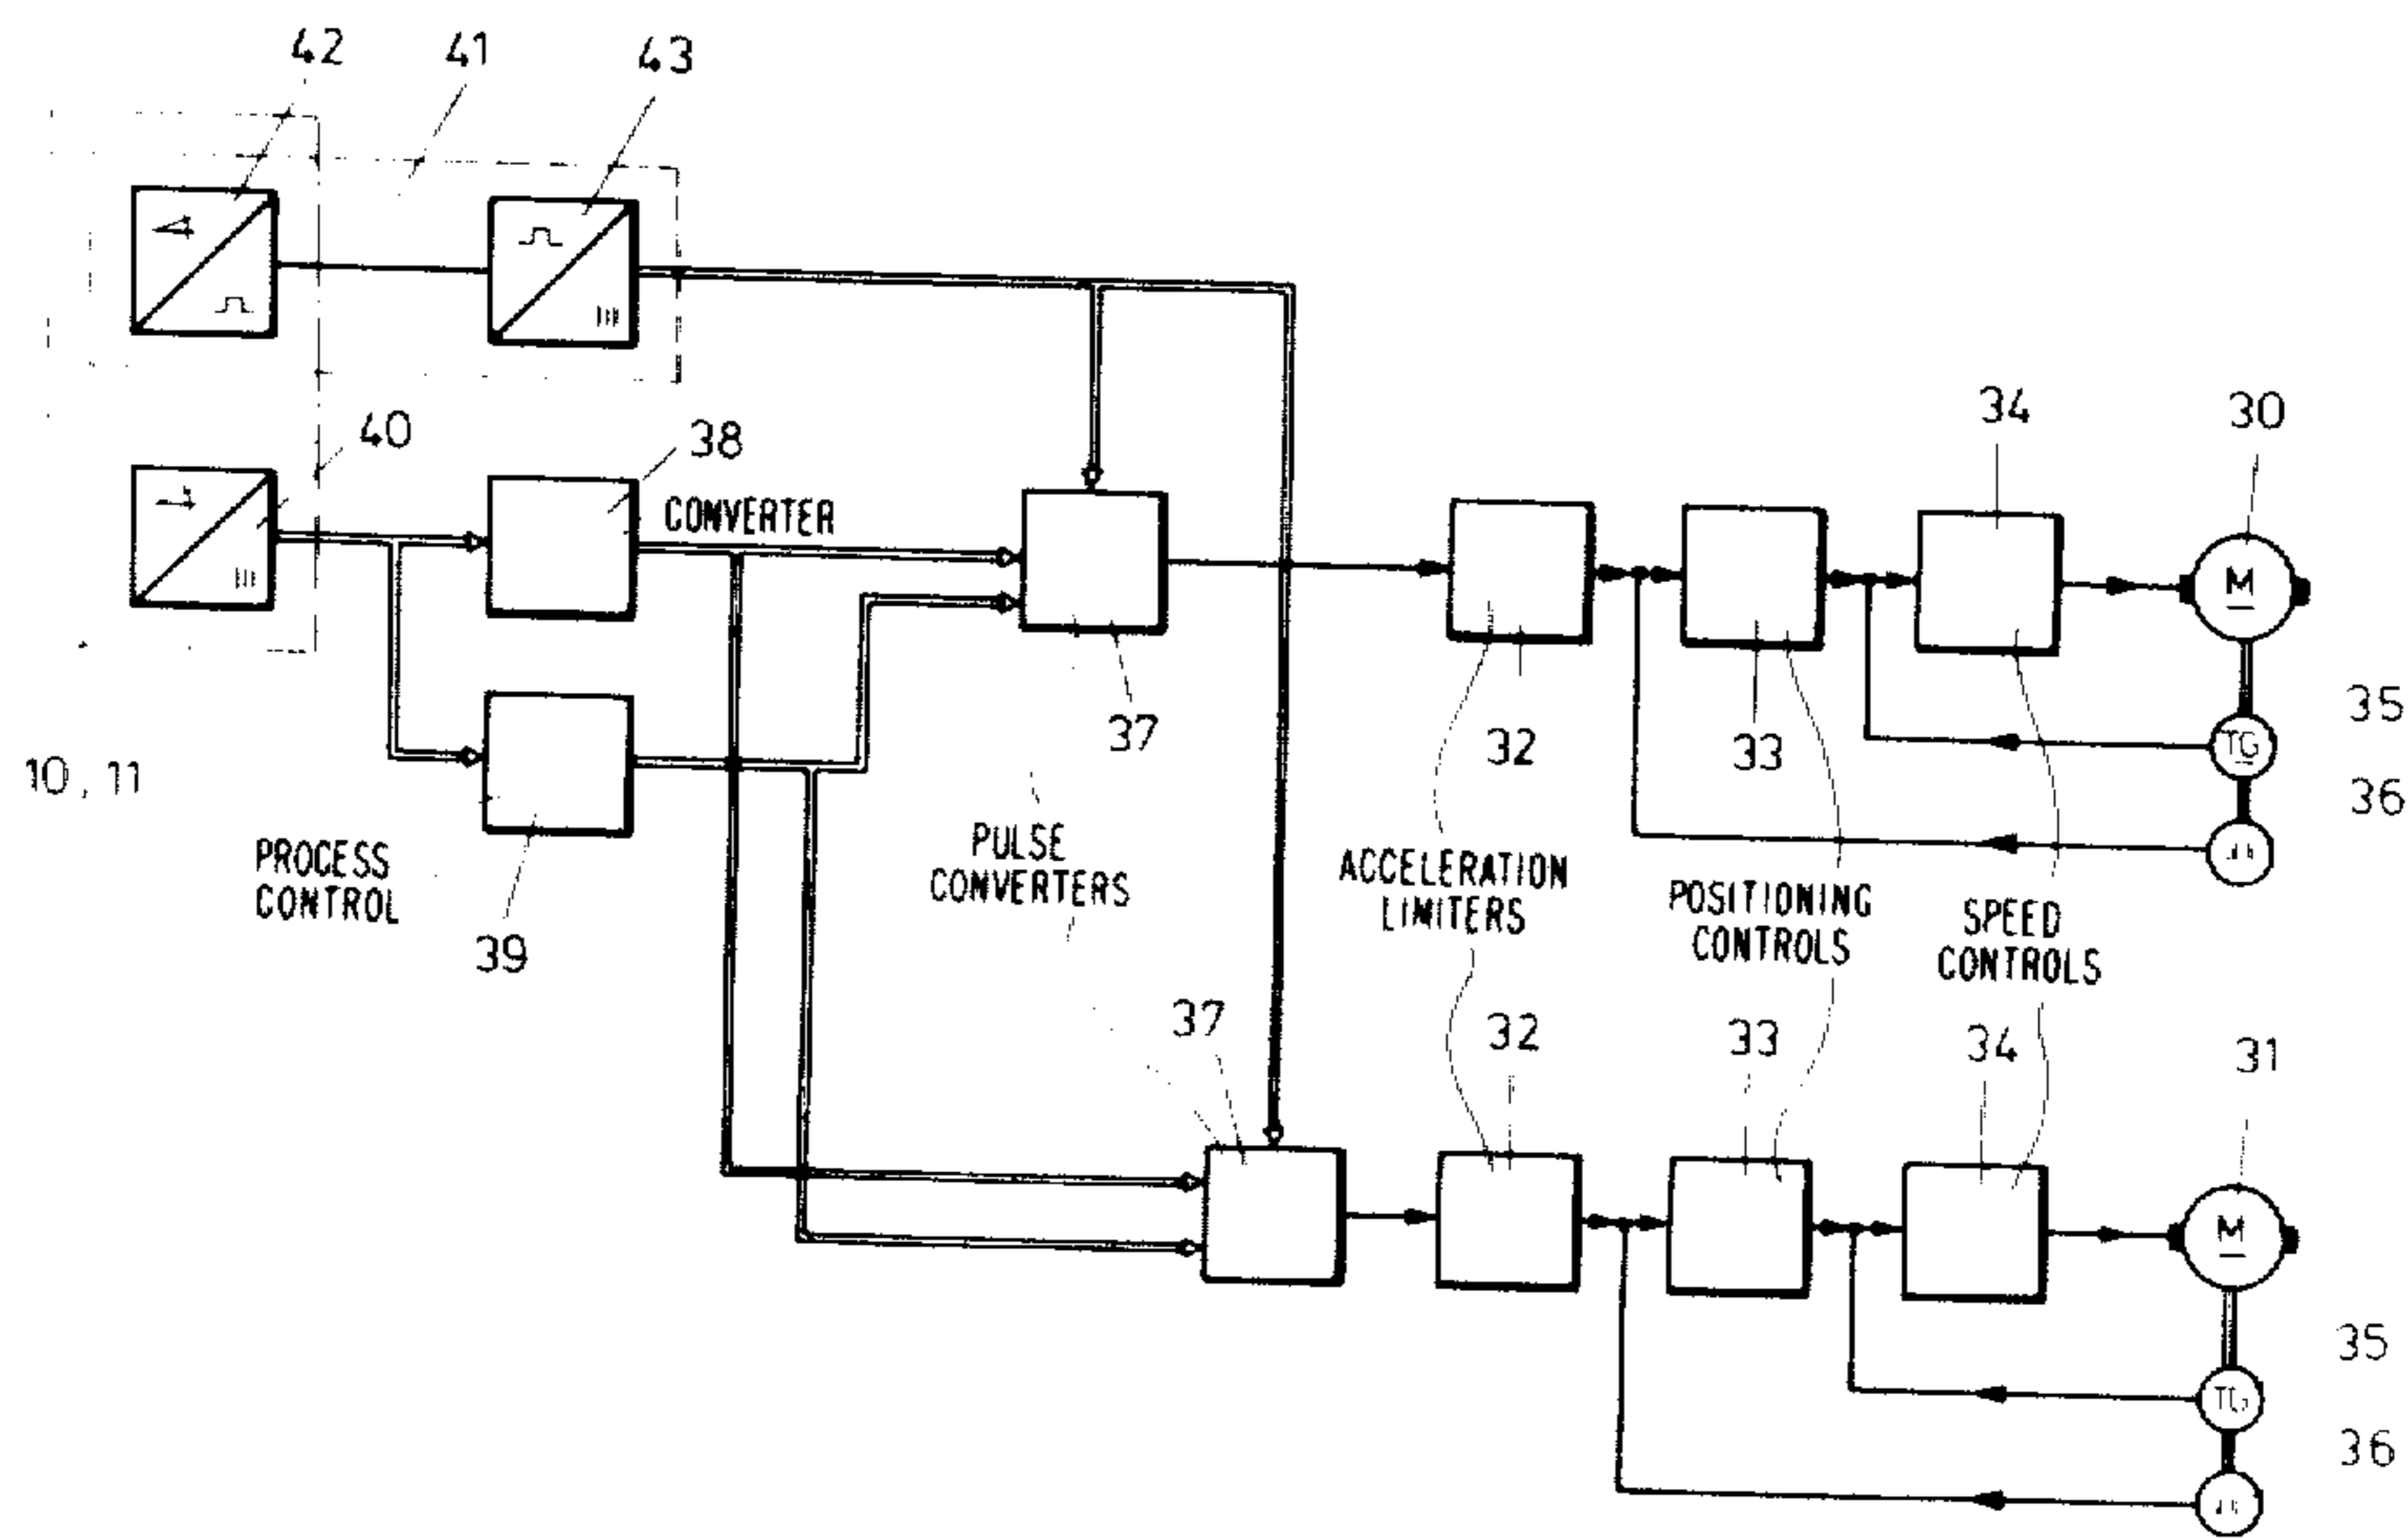 42
41
43
40
38
CONVERTER
34
30
37
32
33
35
TG
36
10, 11
PROCESS
CONTROL
39
PULSE
CONVERTERS
ACCELERATION
LIMITERS
POSITIONING
CONTROLS
SPEED
CONTROLS
M
37
32
33
34
31
M
35
TG
36